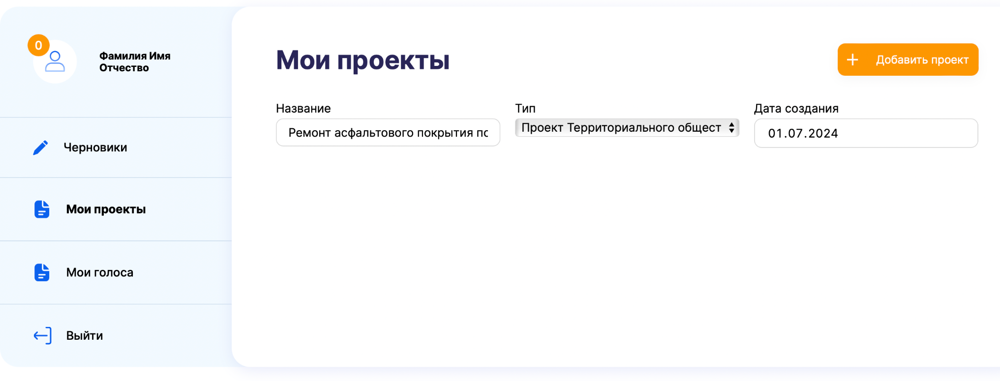 0
Фамилия Имя
Отчество
Черновики
Мои проекты
Мои голоса
Выйти
Мои проекты
Добавить проект
Название
Ремонт асфальтового покрытия по
Тип
Проект Территориального общест
Дата создания
01.07.2024